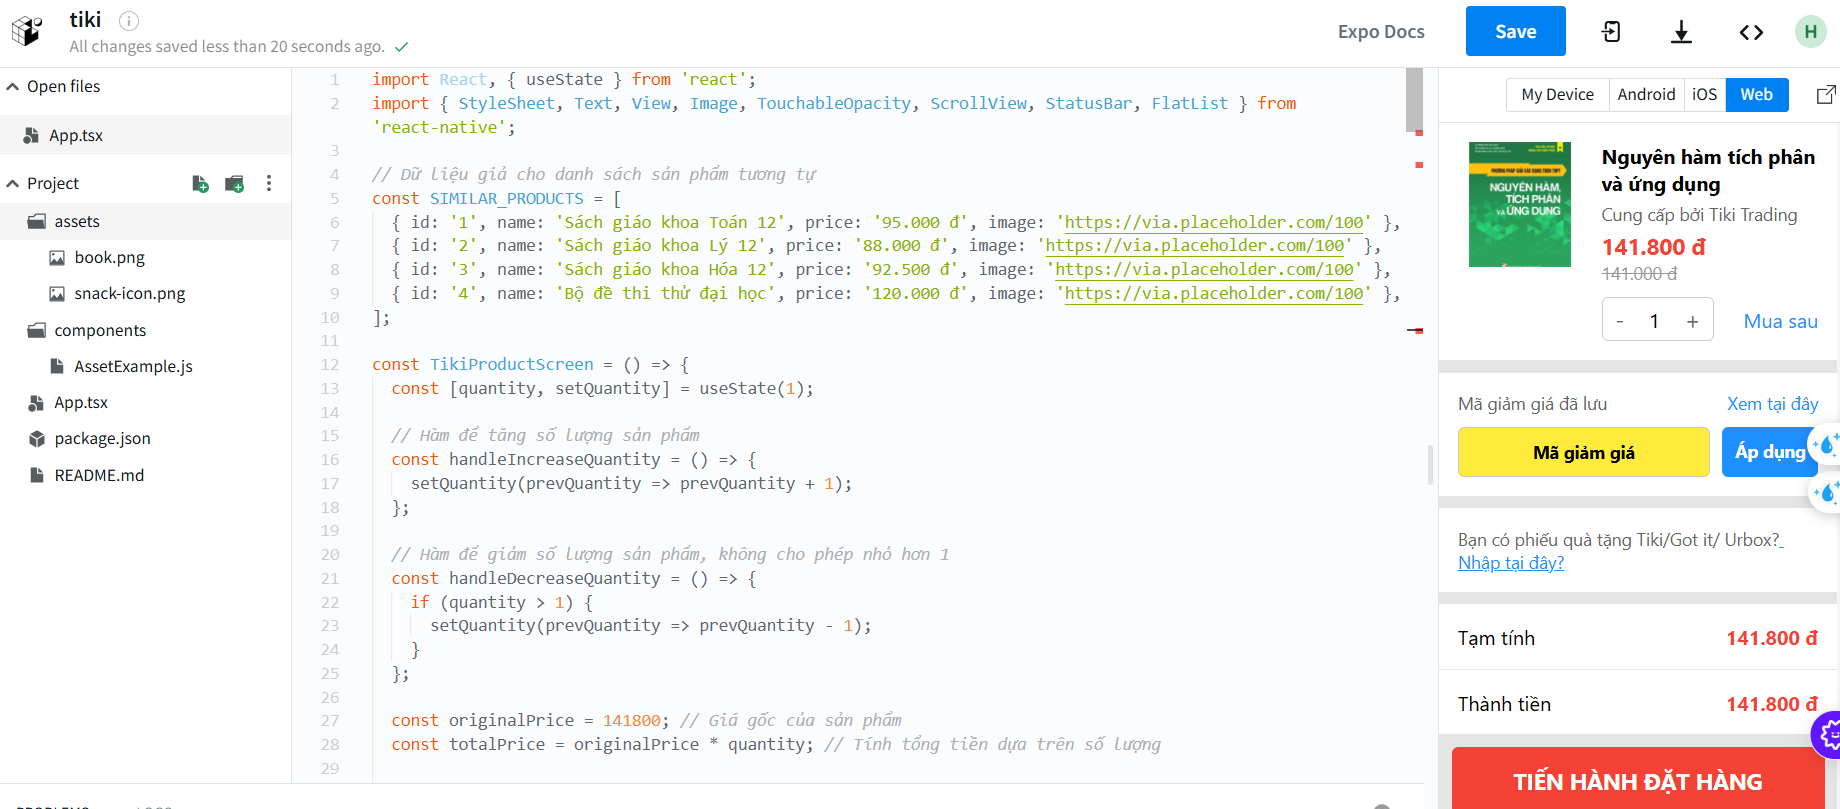 tiki
All changes saved less than 20 seconds ago.
Expo Docs
Save
H
Open files
App.tsx
Project
assets
book.png
snack-icon.png
components
AssetExample.js
App.tsx
package.json
README.md
1 import React, { useState } from 'react';
2 import { StyleSheet, Text, View, Image, TouchableOpacity, ScrollView, StatusBar, FlatList } from
'react-native';
3
4 // Dữ liệu giả cho danh sách sản phẩm tương tự
5 const SIMILAR_PRODUCTS = [
6 { id: '1', name: 'Sách giáo khoa Toán 12', price: '95.000 đ', image: 'https://via.placeholder.com/100' },
7 { id: '2', name: 'Sách giáo khoa Lý 12', price: '88.000 đ', image: 'https://via.placeholder.com/100' },
8 { id: '3', name: 'Sách giáo khoa Hóa 12', price: '92.500 đ', image: 'https://via.placeholder.com/100' },
9 { id: '4', name: 'Bộ đề thi thử đại học', price: '120.000 đ', image: 'https://via.placeholder.com/100' },
10 ];
11
12 const TikiProductScreen = () => {
13 const [quantity, setQuantity] = useState(1);
14
15 // Hàm để tăng số lượng sản phẩm
16 const handleIncreaseQuantity = () => {
17 setQuantity(prevQuantity => prevQuantity + 1);
18 };
19
20 // Hàm để giảm số lượng sản phẩm, không cho phép nhỏ hơn 1
21 const handleDecreaseQuantity = () => {
22 if (quantity > 1) {
23 setQuantity(prevQuantity => prevQuantity - 1);
24 }
25 };
26
27 const originalPrice = 141800; // Giá gốc của sản phẩm
28 const totalPrice = originalPrice * quantity; // Tính tổng tiền dựa trên số lượng
29
My Device
Android
iOS
Web
PHƯƠNG PHÁP GIẢI CÁC DẠNG TOÁN THPT
NGUYÊN HÀM,
TÍCH PHÂN
VÀ ỨNG DỤNG
Nguyên hàm tích phân
và ứng dụng
Cung cấp bởi Tiki Trading
141.800 đ
141.000 đ
- 1 +
Mua sau
Mã giảm giá đã lưu
Xem tại đây
Mã giảm giá
Áp dụng
Bạn có phiếu quà tặng Tiki/Got it/ Urbox?
Nhập tại đây?
Tạm tính
141.800 đ
Thành tiền
141.800 đ
TIẾN HÀNH ĐẶT HÀNG